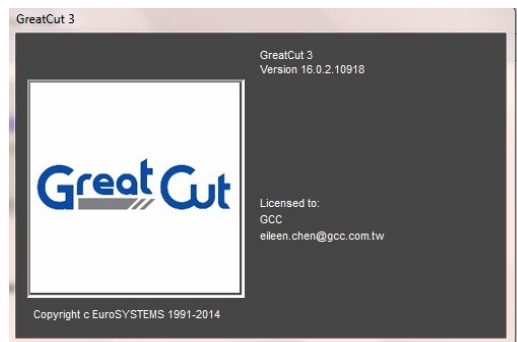 GreatCut 3
GreatCut 3
Version 16.0.2.10918
Great Cut
Licensed to:
GCC
eileen.chen@gcc.com.tw
Copyright c EuroSYSTEMS 1991-2014